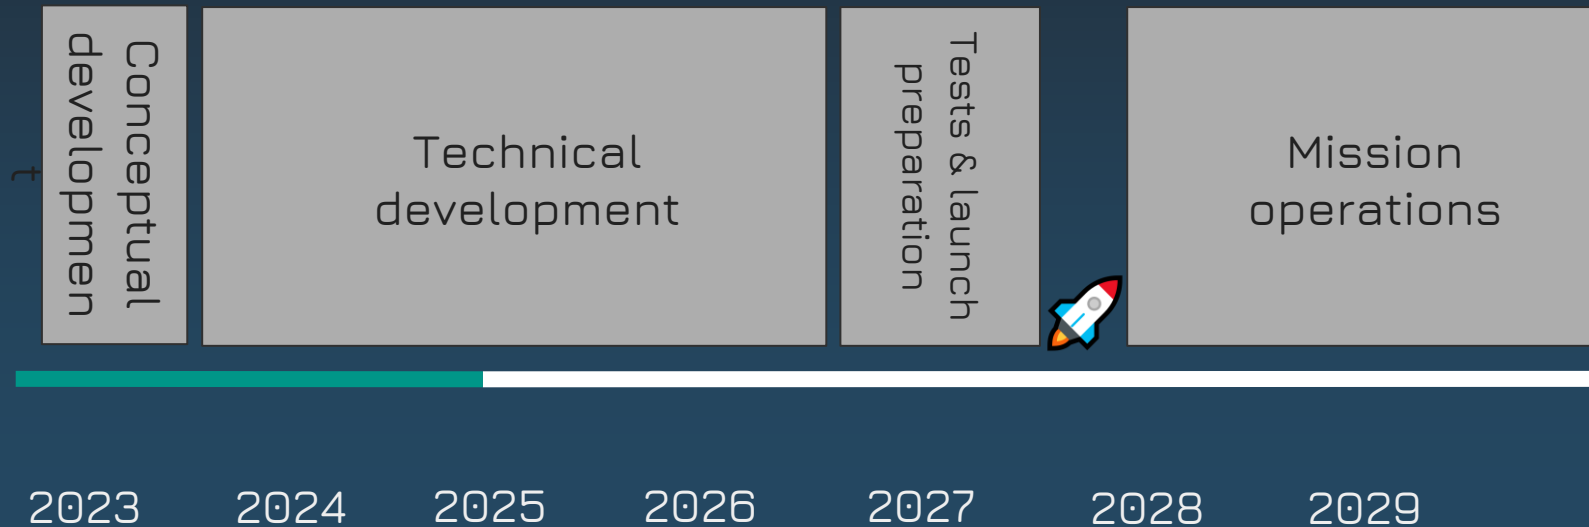 Conceptual
developmen
t
Technical
development
Tests & launch
preparation
Mission
operations
2023 2024 2025 2026 2027 2028 2029